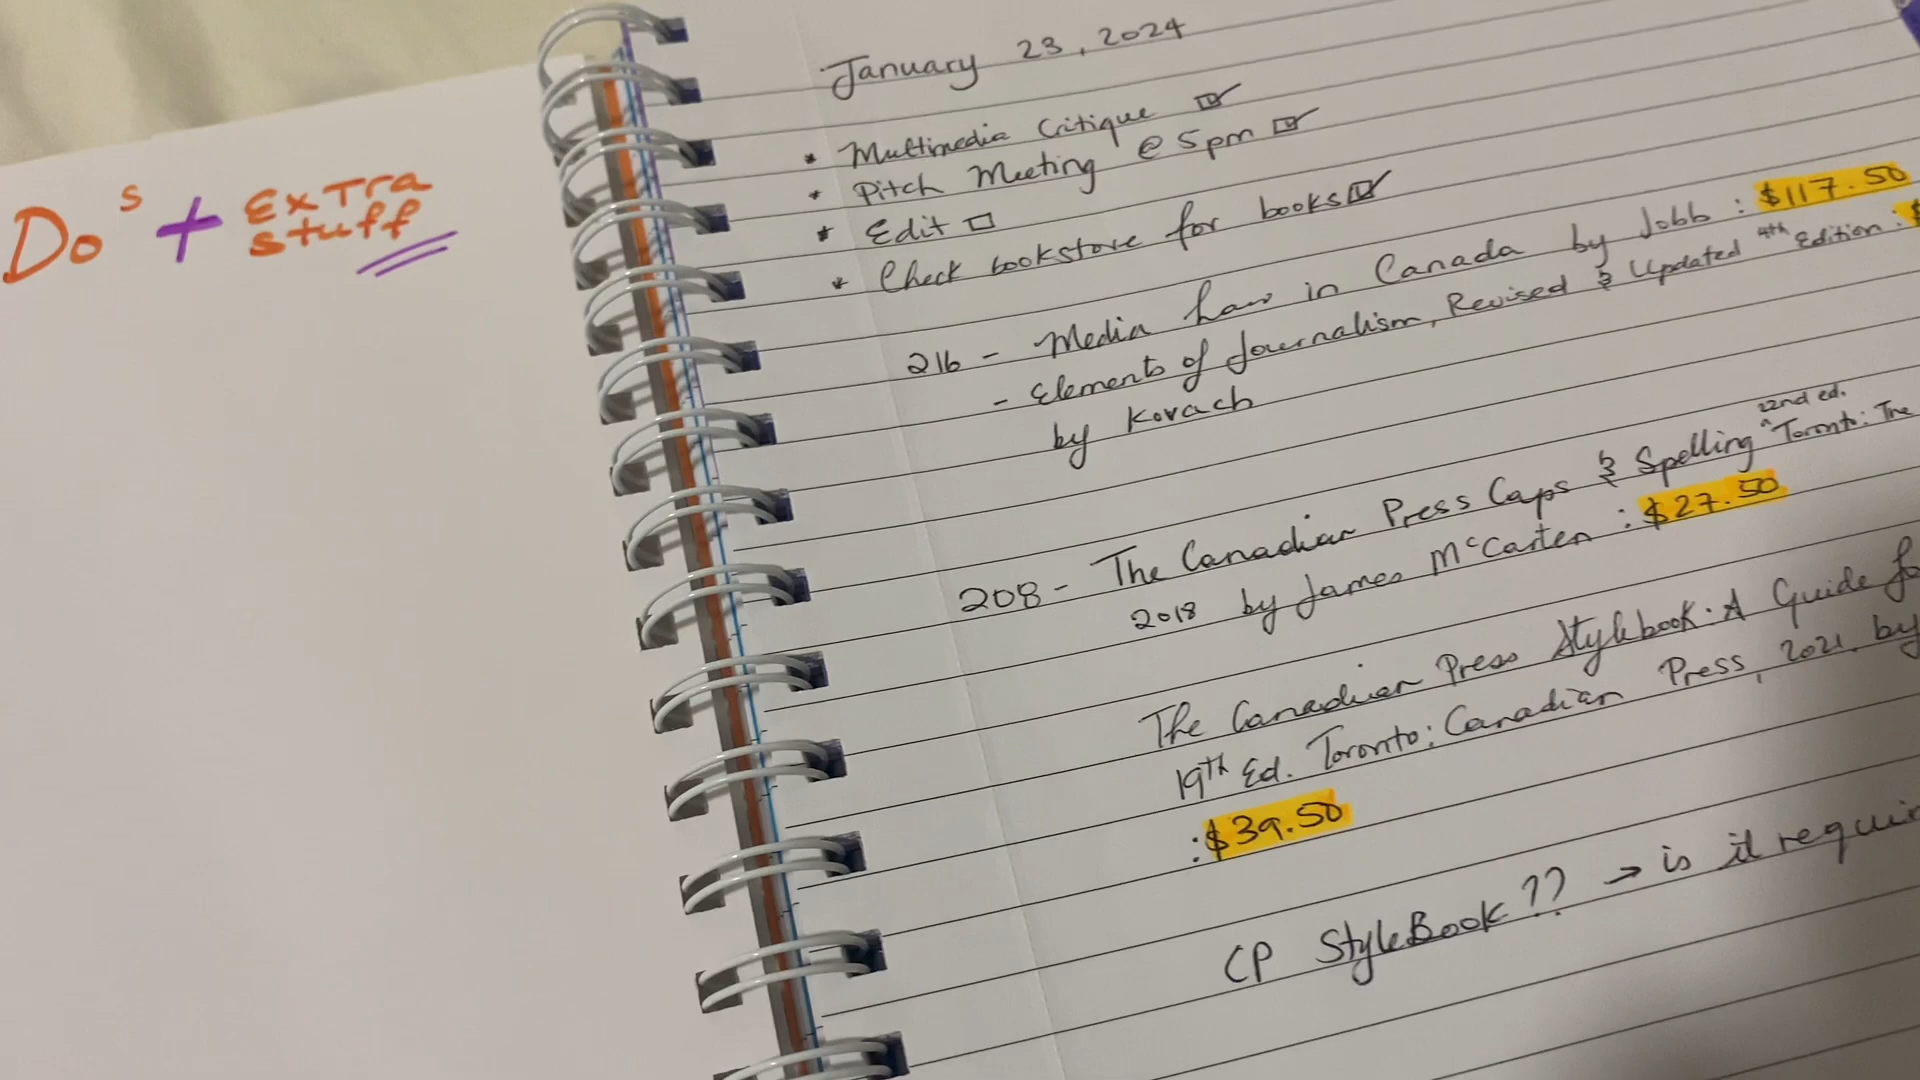 Do s + Extra
stuff
January 23, 2024
* Multimedia Critique ☑
* Pitch Meeting @ 5pm ☑
* Edit ☐
* Check bookstore for books ☑
216 - Media Law in Canada by Jobb : $117.50
- Elements of Journalism, Revised & Updated 4th Edition : $
by Kovach
22nd ed.
208 - The Canadian Press Caps & Spelling ^ Toronto: The
2018 by James McCarten : $27.50
The Canadian Press Stylebook: A Guide
19th Ed. Toronto: Canadian Press, 2021. by
: $39.50
CP StyleBook?? → is it